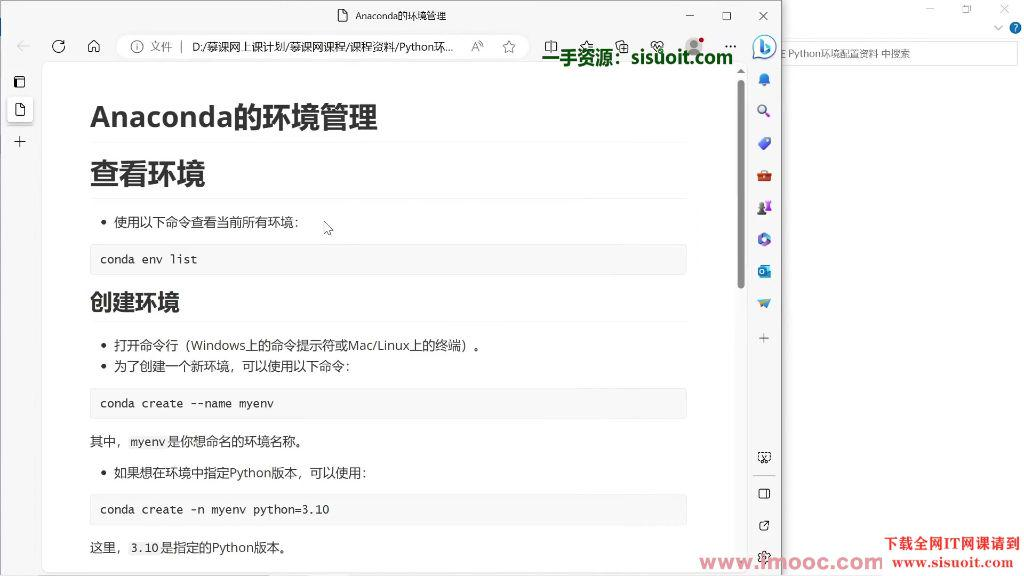 Anaconda的环境管理
文件 | D:/慕课网上课计划/慕课网课程/课程资料/Python环...
一手资源：sisuoit.com
Python环境配置资料 中搜索
Anaconda的环境管理
查看环境
• 使用以下命令查看当前所有环境：
conda env list
创建环境
• 打开命令行（Windows上的命令提示符或Mac/Linux上的终端）。
• 为了创建一个新环境，可以使用以下命令：
conda create --name myenv
其中，myenv是你想命名的环境名称。
• 如果想在环境中指定Python版本，可以使用：
conda create -n myenv python=3.10
这里，3.10是指定的Python版本。
下载全网IT网课请到
www.imooc.com
www.sisuoit.com